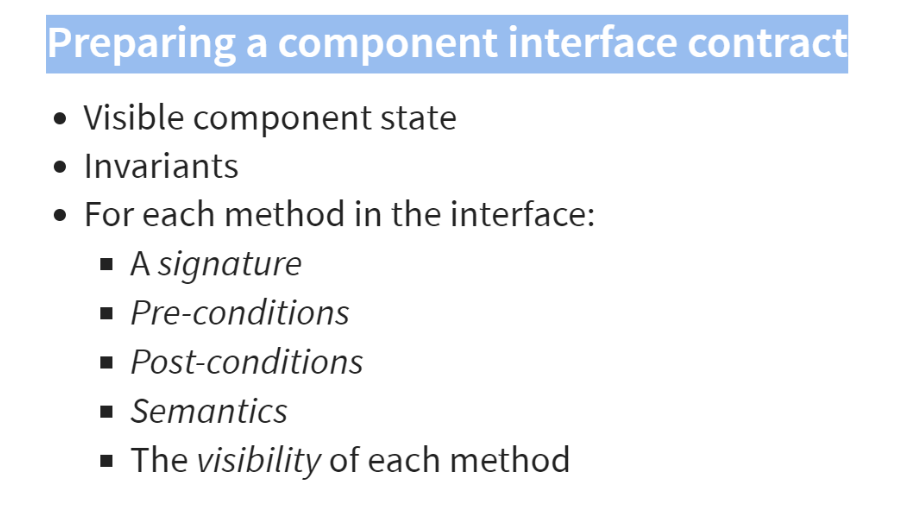 Preparing a component interface contract
• Visible component state
• Invariants
• For each method in the interface:
▪ A signature
▪ Pre-conditions
▪ Post-conditions
▪ Semantics
▪ The visibility of each method